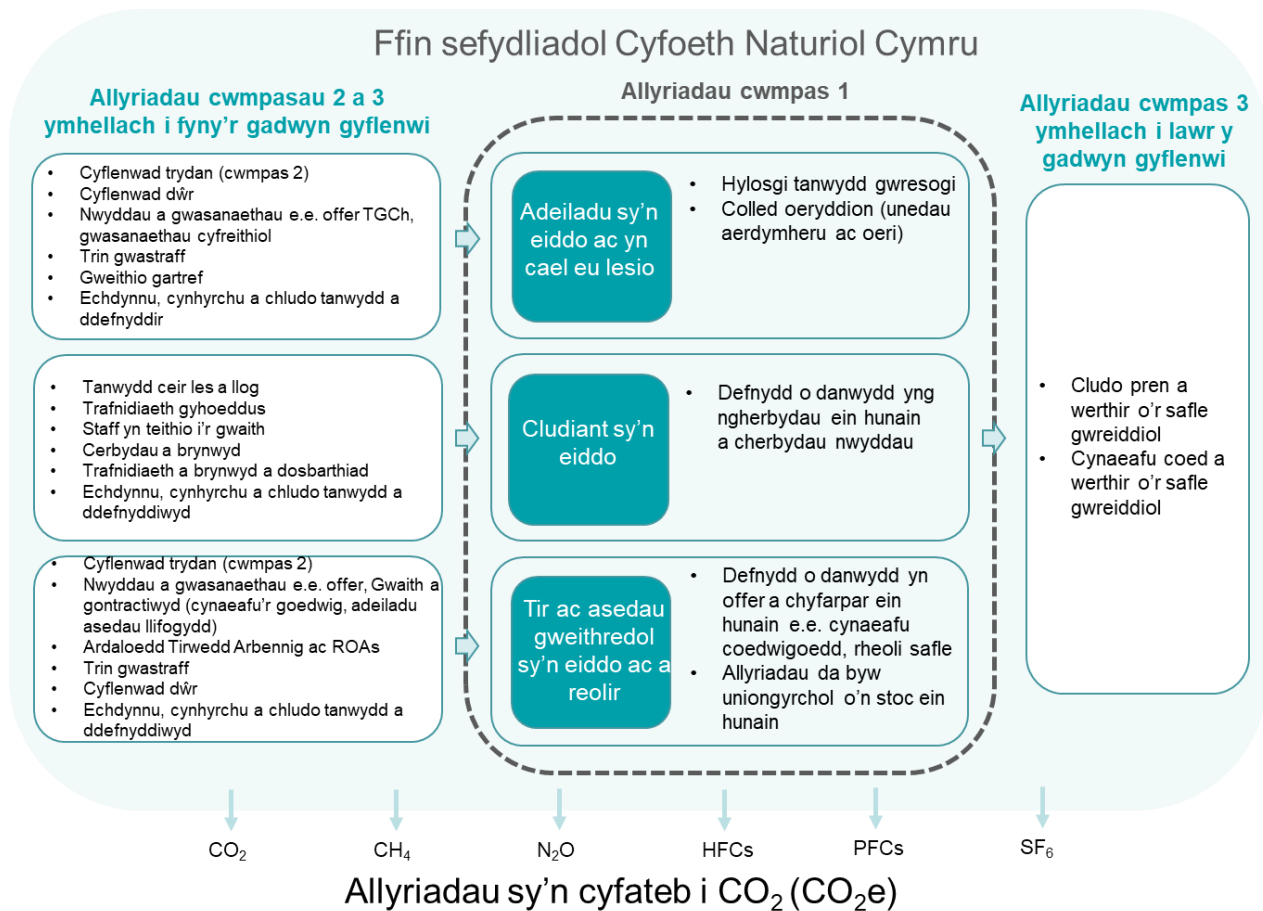 Ffin sefydliadol Cyfoeth Naturiol Cymru
Allyriadau cwmpasau 2 a 3
ymhellach i fyny’r gadwyn gyflenwi
• Cyflenwad trydan (cwmpas 2)
• Cyflenwad dŵr
• Nwyddau a gwasanaethau e.e. offer TGCh,
gwasanaethau cyfreithiol
• Trin gwastraff
• Gweithio gartref
• Echdynnu, cynhyrchu a chludo tanwydd a
ddefnyddir
• Tanwydd ceir les a llog
• Trafnidiaeth gyhoeddus
• Staff yn teithio i’r gwaith
• Cerbydau a brynwyd
• Trafnidiaeth a brynwyd a dosbarthiad
• Echdynnu, cynhyrchu a chludo tanwydd a
ddefnyddiwyd
• Cyflenwad trydan (cwmpas 2)
• Nwyddau a gwasanaethau e.e. offer, Gwaith a
gontractiwyd (cynaeafu’r goedwig, adeiladu
asedau llifogydd)
• Ardaloedd Tirwedd Arbennig ac ROAs
• Trin gwastraff
• Cyflenwad dŵr
• Echdynnu, cynhyrchu a chludo tanwydd a
ddefnyddiwyd
Allyriadau cwmpas 1
Adeiladu sy’n
eiddo ac yn
cael eu lesio
• Hylosgi tanwydd gwresogi
• Colled oeryddion (unedau
aerdymheru ac oeri)
Cludiant sy’n
eiddo
• Defnydd o danwydd yng
ngherbydau ein hunain
a cherbydau nwyddau
Tir ac asedau
gweithredol
sy’n eiddo ac a
reolir
• Defnydd o danwydd yn
offer a chyfarpar ein
hunain e.e. cynaeafu
coedwigoedd, rheoli safle
• Allyriadau da byw
uniongyrchol o’n stoc ein
hunain
Allyriadau cwmpas 3
ymhellach i lawr y
gadwyn gyflenwi
• Cludo pren a
werthir o’r safle
gwreiddiol
• Cynaeafu coed a
werthir o’r safle
gwreiddiol
CO₂ CH₄ N₂O HFCs PFCs SF₆
Allyriadau sy’n cyfateb i CO₂ (CO₂e)